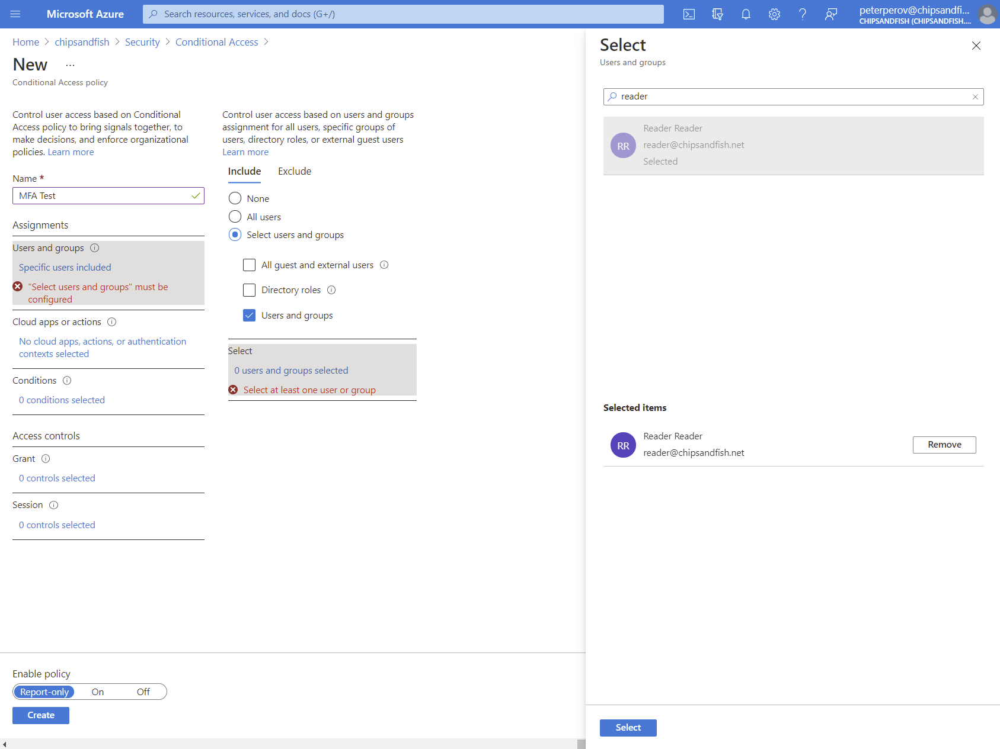 Microsoft Azure
Search resources, services, and docs (G+/)
peterperov@chipsandfi...
CHIPSANDFISH (CHIPSANDFISH....
Home > chipsandfish > Security > Conditional Access >
New ...
Conditional Access policy
Control user access based on Conditional
Access policy to bring signals together, to
make decisions, and enforce organizational
policies. Learn more
Name *
MFA Test
Assignments
Users and groups
Specific users included
"Select users and groups" must be
configured
Cloud apps or actions
No cloud apps, actions, or authentication
contexts selected
Conditions
0 conditions selected
Access controls
Grant
0 controls selected
Session
0 controls selected
Control user access based on users and groups
assignment for all users, specific groups of
users, directory roles, or external guest users
Learn more
Include Exclude
None
All users
Select users and groups
All guest and external users
Directory roles
Users and groups
Select
0 users and groups selected
Select at least one user or group
Enable policy
Report-only On Off
Create
Select
Users and groups
reader
RR
Reader Reader
reader@chipsandfish.net
Selected
Selected items
RR
Reader Reader
reader@chipsandfish.net
Remove
Select